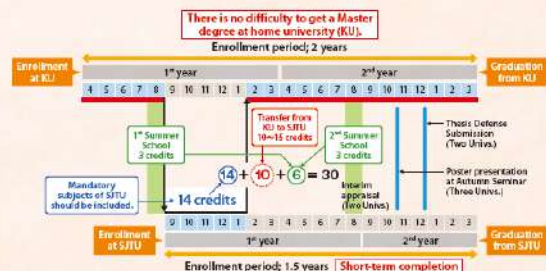 There is no difficulty to get a Master
degree at home university (KU).
Enrollment period; 2 years
Enrollment
at KU
1st year
2nd year
Graduation
from KU
4 5 6 7 8 9 10 11 12 1 2 3 4 5 6 7 8 9 10 11 12 1 2 3
1st Summer
School
3 credits
Transfer from
KU to SJTU
10~15 credits
2nd Summer
School
3 credits
Thesis Defense
Submission
(Two Univs.)
14 + 10 + 6 = 30
Mandatory
subjects of SJTU
should be included.
14 credits
Interim
appraisal
(Two Univs.)
Poster presentation
at Autumn Seminar
(Three Univs.)
9 10 11 12 1 2 3 4 5 6 7 8 9 10 11 12 1 2 3
Enrollment
at SJTU
1st year
2nd year
Graduation
from SJTU
Enrollment period; 1.5 years
Short-term completion